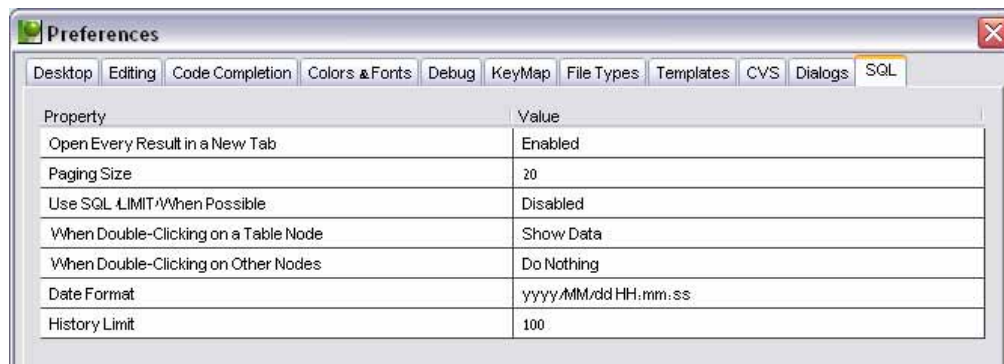 Preferences
Desktop Editing Code Completion Colors & Fonts Debug KeyMap File Types Templates CVS Dialogs SQL
Property Value
Open Every Result in a New Tab Enabled
Paging Size 20
Use SQL /LIMIT/ When Possible Disabled
When Double-Clicking on a Table Node Show Data
When Double-Clicking on Other Nodes Do Nothing
Date Format yyyy/MM/dd HH:mm:ss
History Limit 100